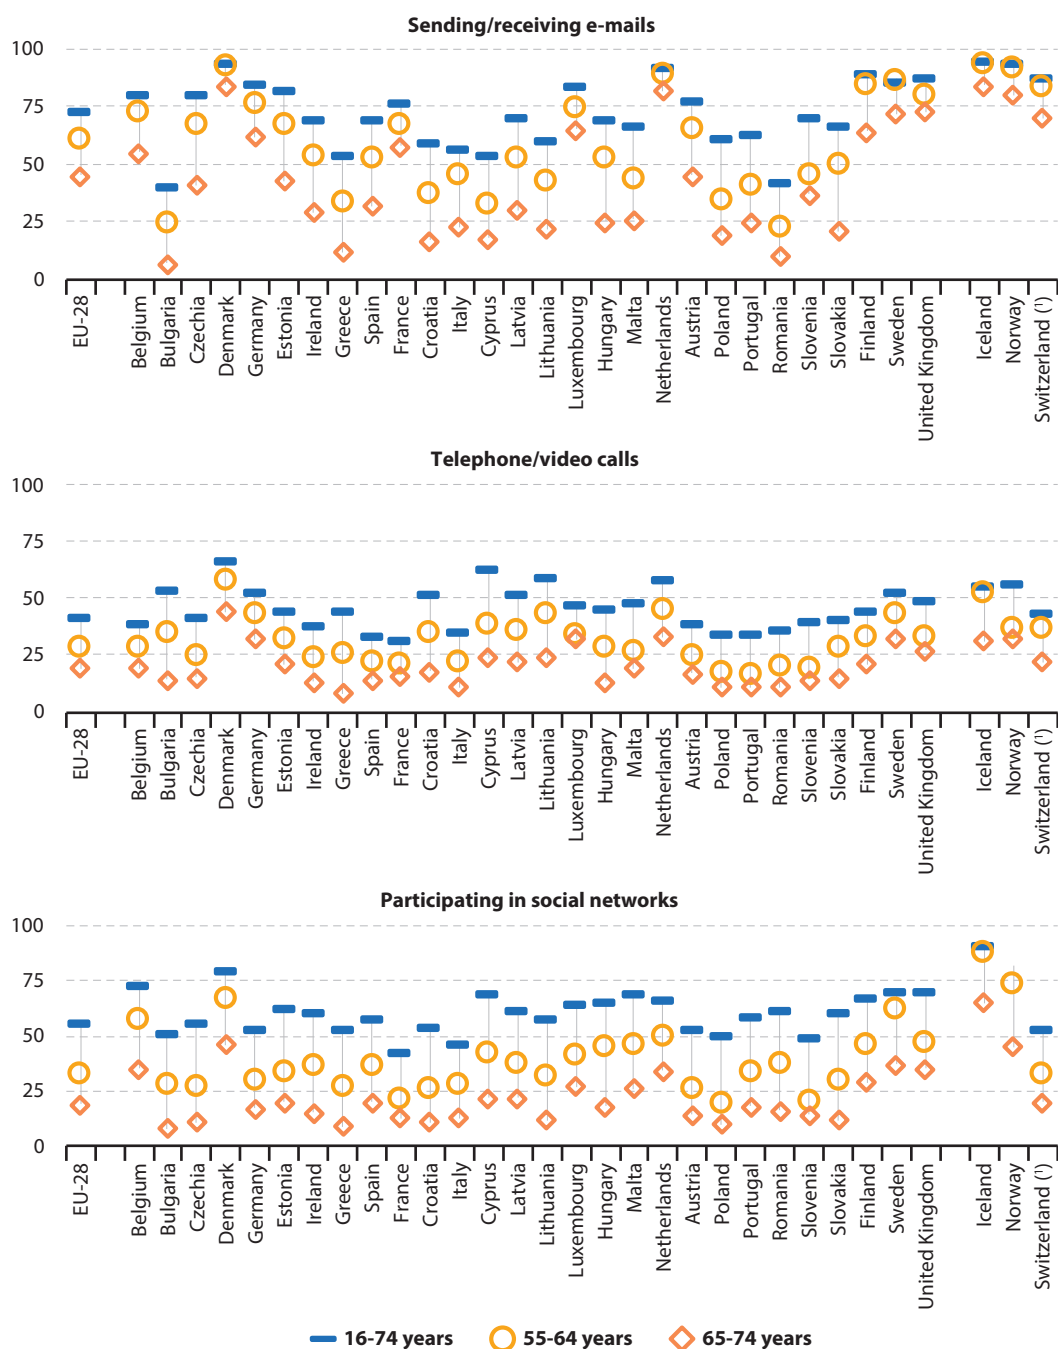 Sending/receiving e-mails
100
75
50
25
0
EU-28
Belgium
Bulgaria
Czechia
Denmark
Germany
Estonia
Ireland
Greece
Spain
France
Croatia
Italy
Cyprus
Latvia
Lithuania
Luxembourg
Hungary
Malta
Netherlands
Austria
Poland
Portugal
Romania
Slovenia
Slovakia
Finland
Sweden
United Kingdom
Iceland
Norway
Switzerland (¹)
Telephone/video calls
100
75
50
25
0
EU-28
Belgium
Bulgaria
Czechia
Denmark
Germany
Estonia
Ireland
Greece
Spain
France
Croatia
Italy
Cyprus
Latvia
Lithuania
Luxembourg
Hungary
Malta
Netherlands
Austria
Poland
Portugal
Romania
Slovenia
Slovakia
Finland
Sweden
United Kingdom
Iceland
Norway
Switzerland (¹)
Participating in social networks
100
75
50
25
0
EU-28
Belgium
Bulgaria
Czechia
Denmark
Germany
Estonia
Ireland
Greece
Spain
France
Croatia
Italy
Cyprus
Latvia
Lithuania
Luxembourg
Hungary
Malta
Netherlands
Austria
Poland
Portugal
Romania
Slovenia
Slovakia
Finland
Sweden
United Kingdom
Iceland
Norway
Switzerland (¹)
16-74 years
55-64 years
65-74 years